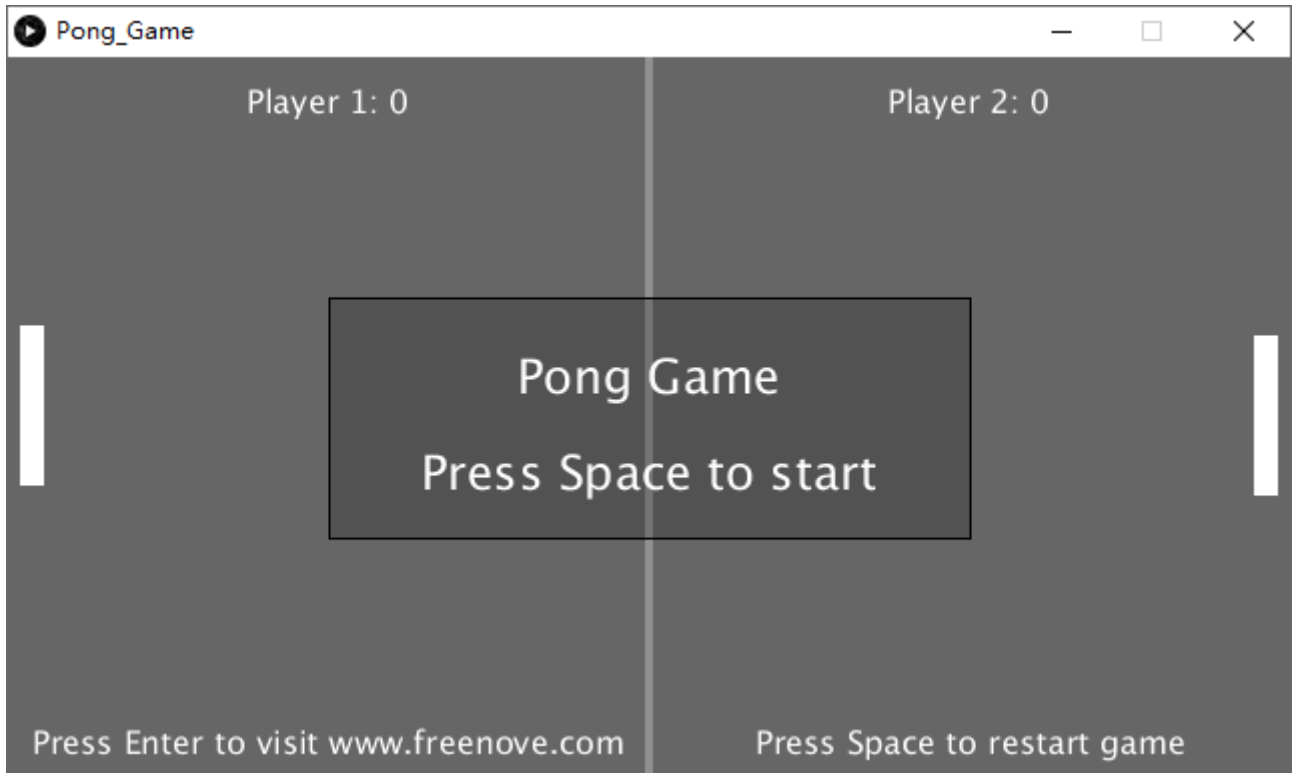 Pong_Game
Player 1: 0
Player 2: 0
Pong Game
Press Space to start
Press Enter to visit www.freenove.com
Press Space to restart game